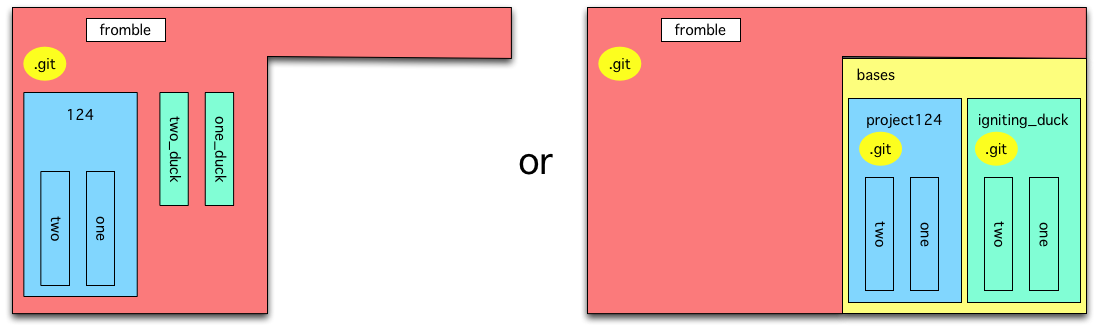 fromble
.git
124
two
one
two_duck
one_duck
or
fromble
.git
bases
project124
.git
two
one
igniting_duck
.git
two
one